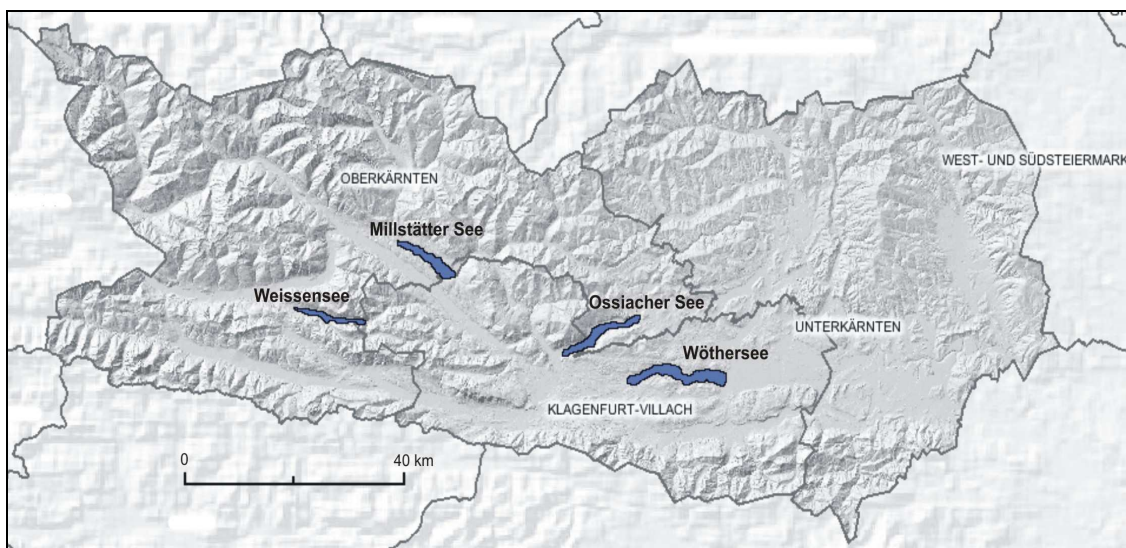 WEST- UND SÜDSTEIERMARK
OBERKÄRNTEN
Millstätter See
Weissensee
Ossiacher See
UNTERKÄRNTEN
Wöthersee
KLAGENFURT-VILLACH
0 40 km